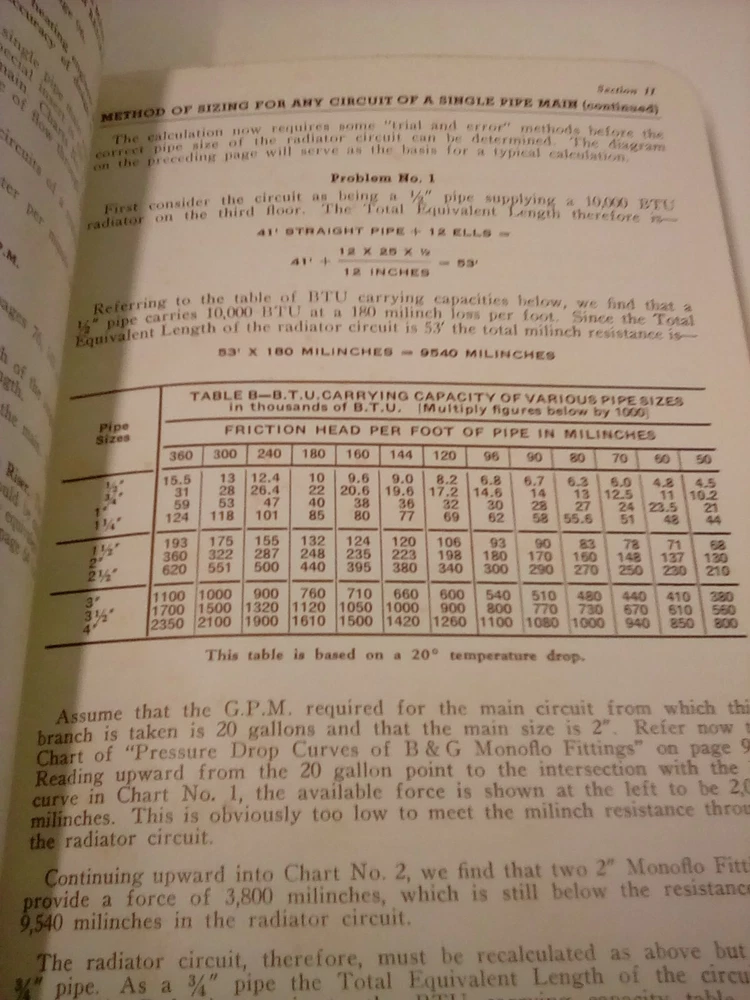 Section 11
METHOD OF SIZING FOR ANY CIRCUIT OF A SINGLE PIPE MAIN (continued)
The calculation now requires some "trial and error" methods before the
correct pipe size of the radiator circuit can be determined. The diagram
on the preceding page will serve as the basis for a typical calculation.
Problem No. 1
First consider the circuit as being a ½" pipe supplying a 10,000 BTU
radiator on the third floor. The Total Equivalent Length therefore is—
41' STRAIGHT PIPE + 12 ELLS =
41' + 12 X 25 X ½ = 53'
12 INCHES
Referring to the table of BTU carrying capacities below, we find that a
½" pipe carries 10,000 BTU at a 180 milinch loss per foot. Since the Total
Equivalent Length of the radiator circuit is 53' the total milinch resistance is—
53' X 180 MILINCHES = 9540 MILINCHES
TABLE B—B.T.U. CARRYING CAPACITY OF VARIOUS PIPE SIZES
in thousands of B.T.U. (Multiply figures below by 1000)
Pipe Sizes
FRICTION HEAD PER FOOT OF PIPE IN MILINCHES
360 300 240 180 160 144 120 96 90 80 70 60 50
½" 15.5 13 12.4 10 9.6 9.0 8.2 6.8 6.7 6.3 6.0 4.8 4.5
¾" 31 28 26.4 22 20.6 19.6 17.2 14.6 14 13 12.5 11 10.2
1" 59 53 47 40 38 36 32 30 28 27 24 23.5 21
1¼" 124 118 101 85 80 77 69 62 58 55.6 51 48 44
1½" 193 175 155 132 124 120 106 93 90 83 78 71 68
2" 360 322 287 248 235 223 198 180 170 160 148 137 130
2½" 620 551 500 440 395 380 340 300 290 270 250 230 210
3" 1100 1000 900 760 710 660 600 540 510 480 440 410 380
3½" 1700 1500 1320 1120 1050 1000 900 800 770 730 670 610 560
4" 2350 2100 1900 1610 1500 1420 1260 1100 1080 1000 940 850 800
This table is based on a 20° temperature drop.
Assume that the G.P.M. required for the main circuit from which thi
branch is taken is 20 gallons and that the main size is 2". Refer now
Chart of "Pressure Drop Curves of B & G Monoflo Fittings" on page 9
Reading upward from the 20 gallon point to the intersection with the
curve in Chart No. 1, the available force is shown at the left to be 2,0
milinches. This is obviously too low to meet the milinch resistance throu
the radiator circuit.
Continuing upward into Chart No. 2, we find that two 2" Monoflo Fitt
provide a force of 3,800 milinches, which is still below the resistanc
9,540 milinches in the radiator circuit.
The radiator circuit, therefore, must be recalculated as above but
¾" pipe. As a ¾" pipe the Total Equivalent Length of the circu